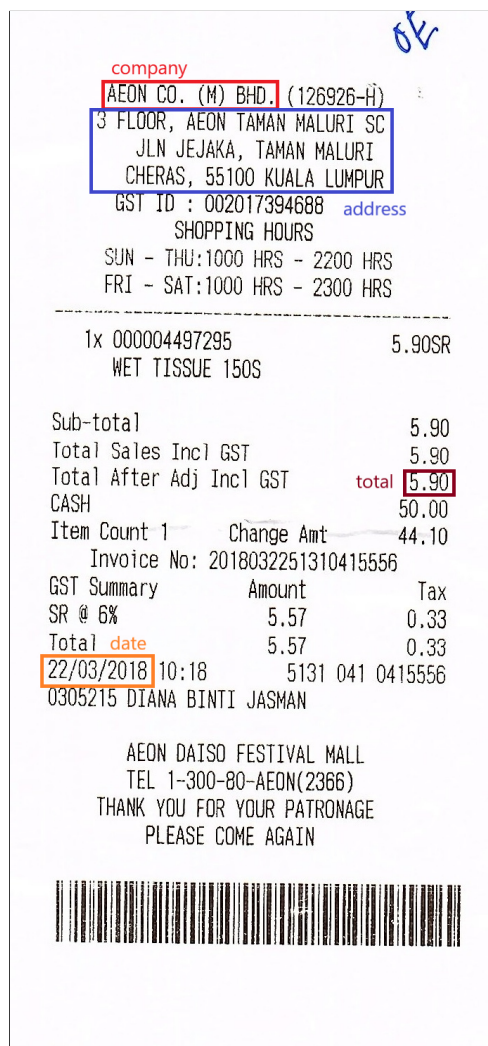 OE
company
AEON CO. (M) BHD. (126926-H)
3 FLOOR, AEON TAMAN MALURI SC
JLN JEJAKA, TAMAN MALURI
CHERAS, 55100 KUALA LUMPUR
GST ID : 002017394688 address
SHOPPING HOURS
SUN - THU:1000 HRS - 2200 HRS
FRI - SAT:1000 HRS - 2300 HRS
1x 000004497295 5.90SR
WET TISSUE 150S
Sub-total 5.90
Total Sales Incl GST 5.90
Total After Adj Incl GST total 5.90
CASH 50.00
Item Count 1 Change Amt 44.10
Invoice No: 2018032251310415556
GST Summary Amount Tax
SR @ 6% 5.57 0.33
Total date 5.57 0.33
22/03/2018 10:18 5131 041 0415556
0305215 DIANA BINTI JASMAN
AEON DAISO FESTIVAL MALL
TEL 1-300-80-AEON(2366)
THANK YOU FOR YOUR PATRONAGE
PLEASE COME AGAIN